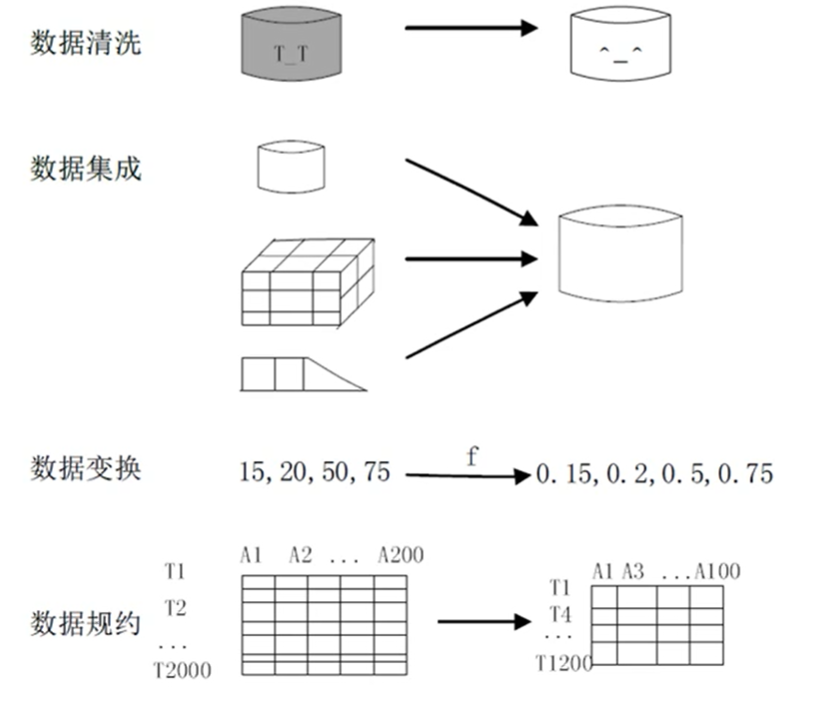 数据清洗
T_T
^_^
数据集成
数据变换
15,20,50,75
f
0.15,0.2,0.5,0.75
数据规约
A1 A2 ... A200
T1
T2
...
T2000
A1 A3 ...A100
T1
T4
...
T1200